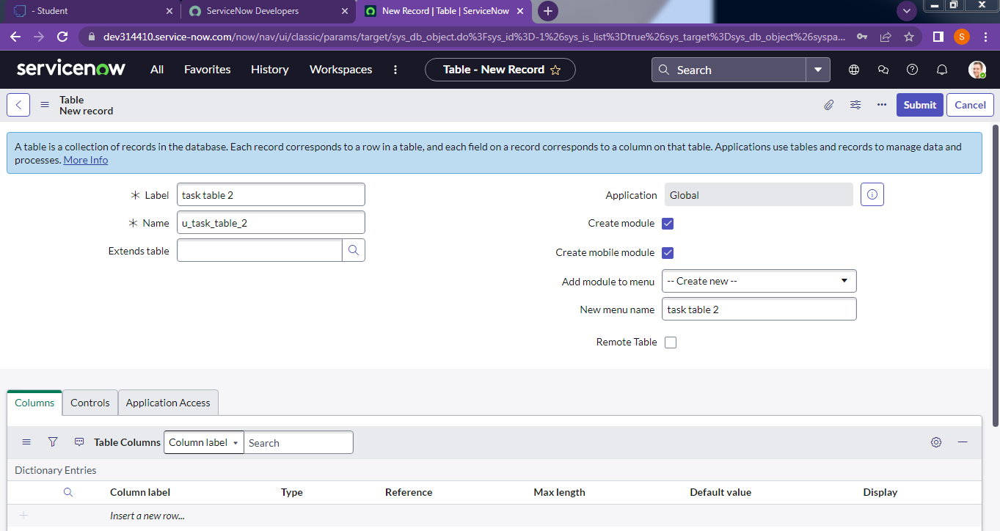 - Student
ServiceNow Developers
New Record | Table | ServiceNow
dev314410.service-now.com/now/nav/ui/classic/params/target/sys_db_object.do%3Fsys_id%3D-1%26sys_is_list%3Dtrue%26sys_target%3Dsys_db_object%26syspa...
S
servicenow All Favorites History Workspaces Table - New Record Search
Table
New record
Submit Cancel
A table is a collection of records in the database. Each record corresponds to a row in a table, and each field on a record corresponds to a column on that table. Applications use tables and records to manage data and
processes. More Info
Label task table 2
Name u_task_table_2
Extends table
Application Global
Create module
Create mobile module
Add module to menu -- Create new --
New menu name task table 2
Remote Table
Columns Controls Application Access
Table Columns Column label Search
Dictionary Entries
Column label Type Reference Max length Default value Display
Insert a new row...